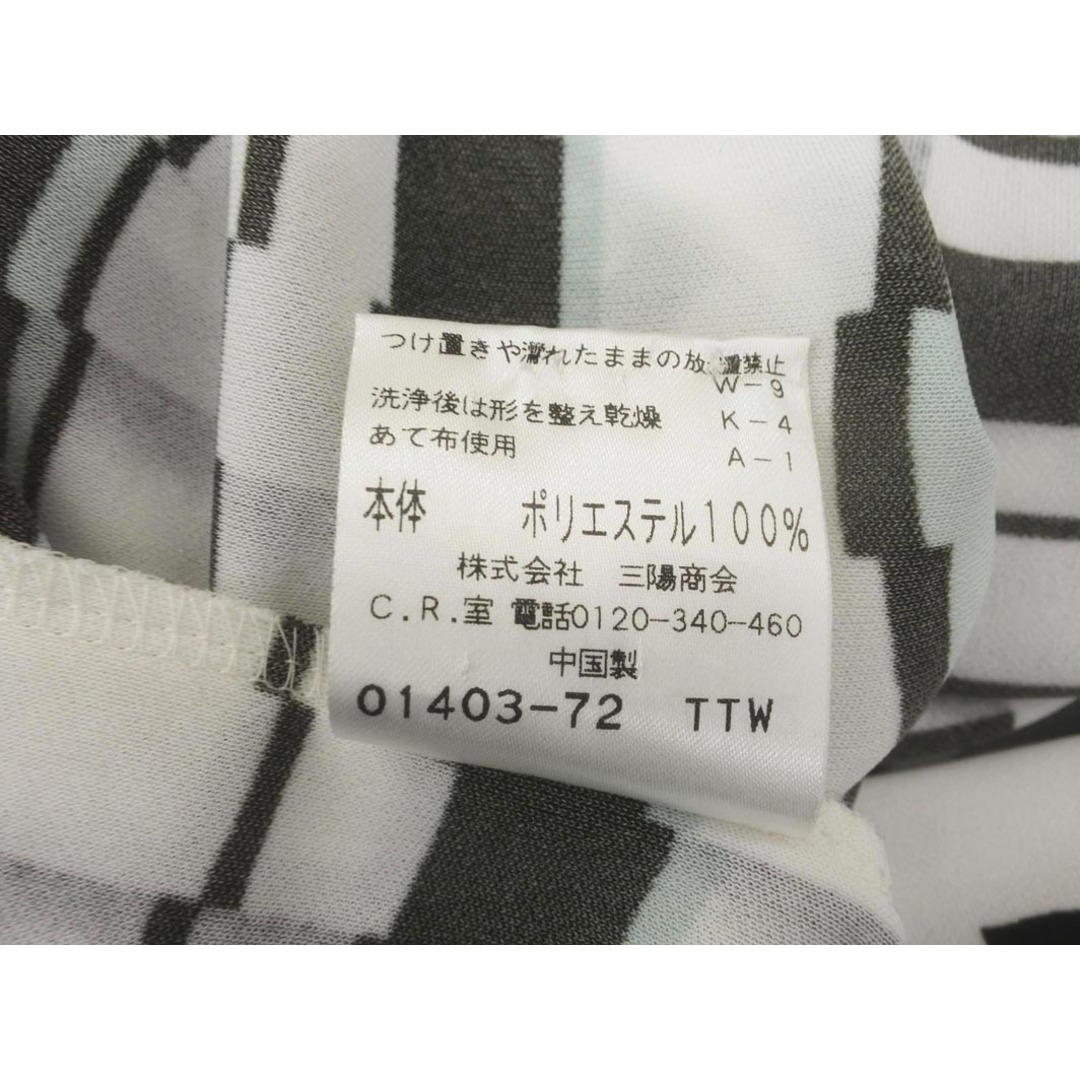 つけ置きや濡れたままの放置禁止
W-9
洗浄後は形を整え乾燥 K-4
あて布使用 A-1
本体 ポリエステル100%
株式会社 三陽商会
C.R.室 電話0120-340-460
中国製
01403-72 TTW